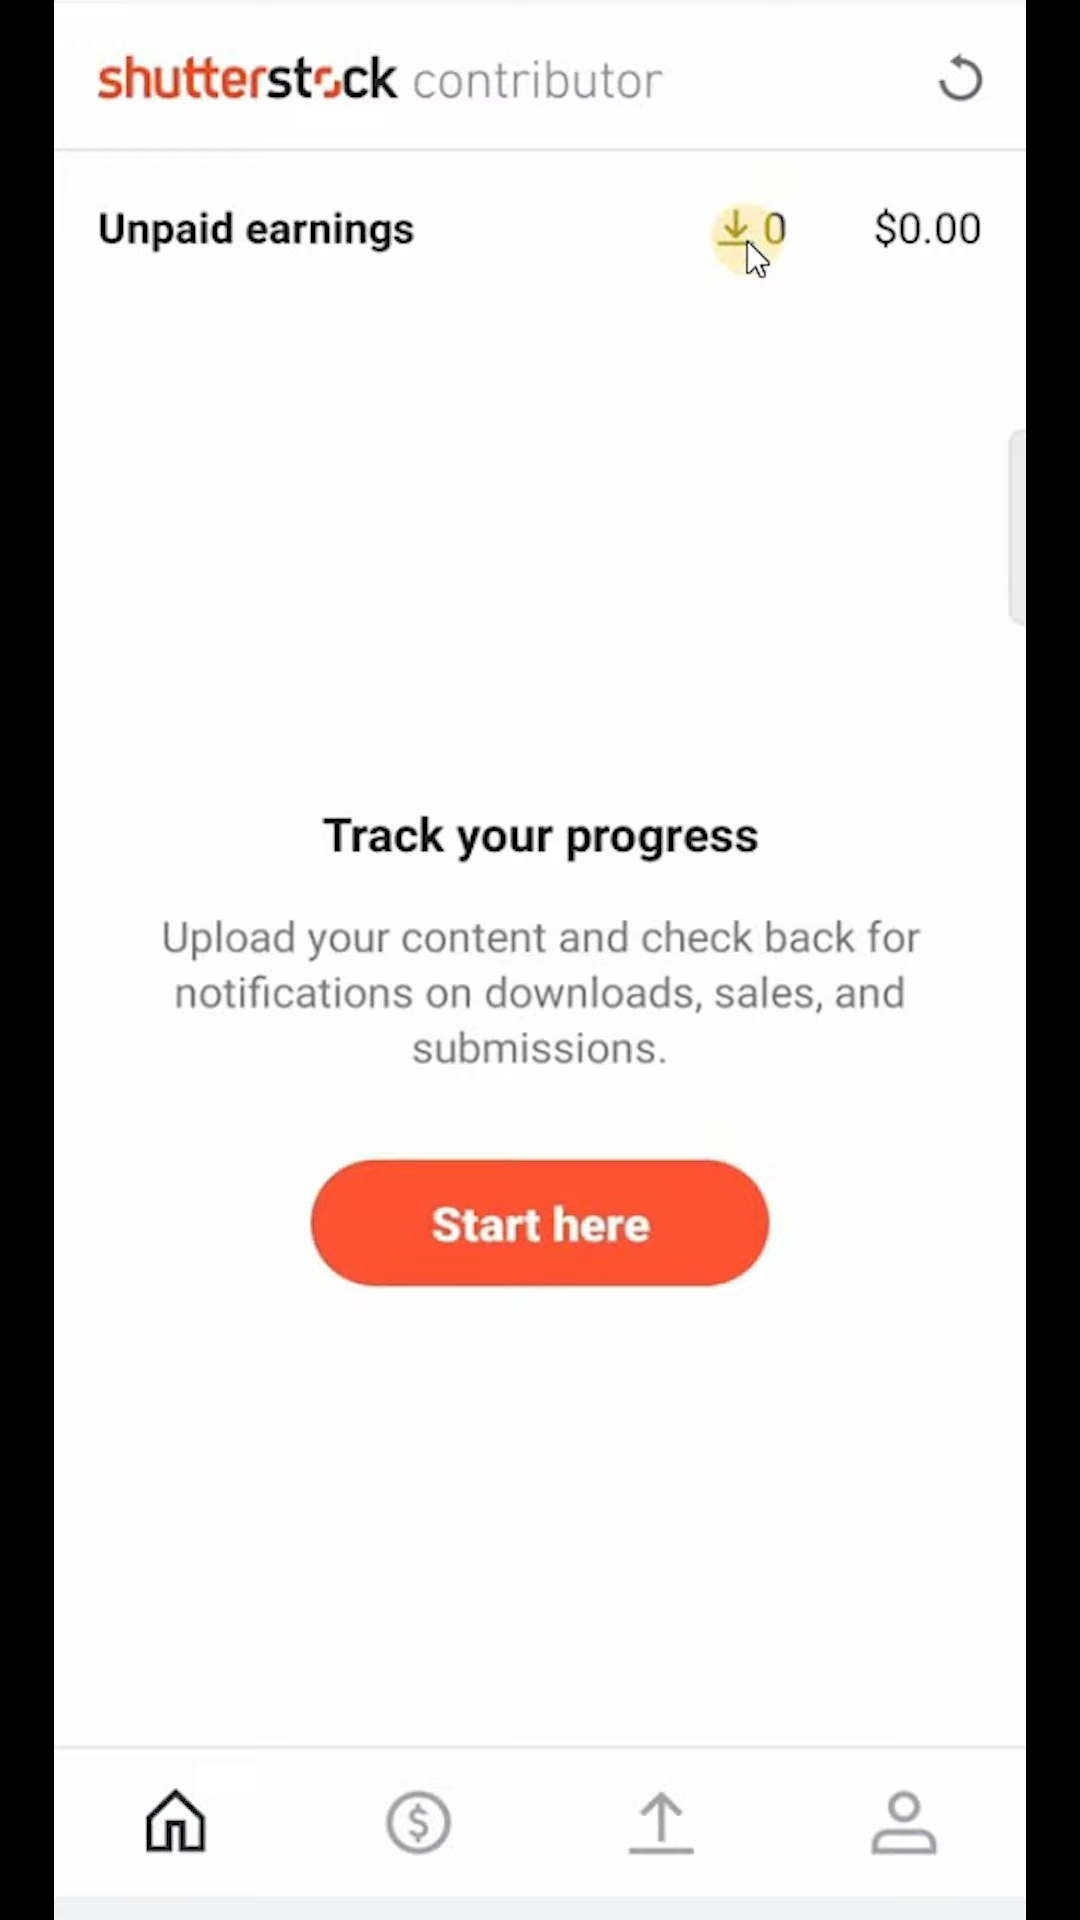 shutterstock contributor
Unpaid earnings 0 $0.00
Track your progress
Upload your content and check back for
notifications on downloads, sales, and
submissions.
Start here